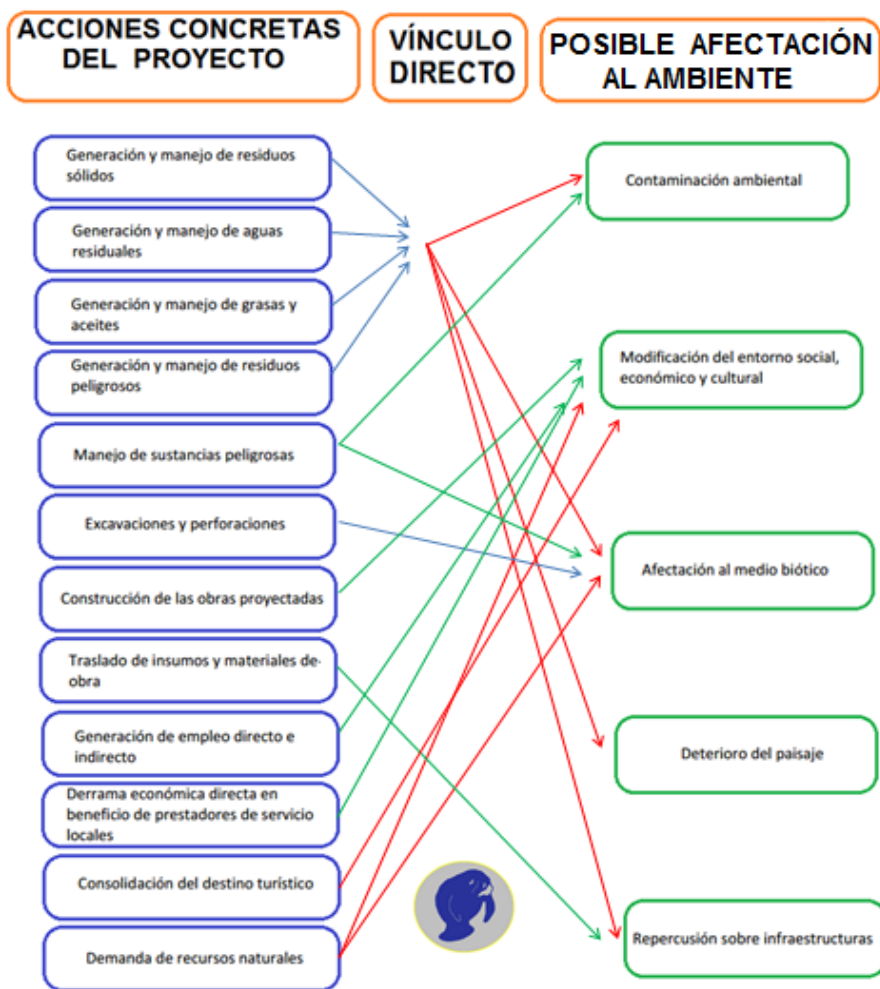 ACCIONES CONCRETAS
DEL PROYECTO
VÍNCULO
DIRECTO
POSIBLE AFECTACIÓN
AL AMBIENTE
Generación y manejo de residuos
sólidos
Generación y manejo de aguas
residuales
Generación y manejo de grasas y
aceites
Generación y manejo de residuos
peligrosos
Manejo de sustancias peligrosas
Excavaciones y perforaciones
Construcción de las obras proyectadas
Traslado de insumos y materiales de
obra
Generación de empleo directo e
indirecto
Derrama económica directa en
beneficio de prestadores de servicio
locales
Consolidación del destino turístico
Demanda de recursos naturales
Contaminación ambiental
Modificación del entorno social,
económico y cultural
Afectación al medio biótico
Deterioro del paisaje
Repercusión sobre infraestructuras